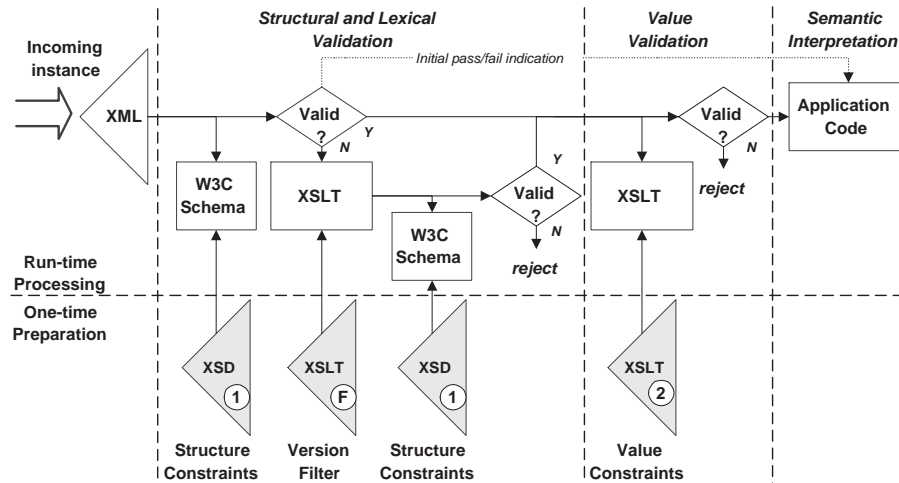 Structural and Lexical
Validation
Value
Validation
Semantic
Interpretation
Incoming
instance
Initial pass/fail indication
XML
Valid
?
Y
N
Valid
?
N
Application
Code
W3C
Schema
XSLT
Y
Valid
?
N
reject
XSLT
reject
W3C
Schema
Run-time
Processing
One-time
Preparation
XSD
1
XSLT
F
XSD
1
XSLT
2
Structure
Constraints
Version
Filter
Structure
Constraints
Value
Constraints